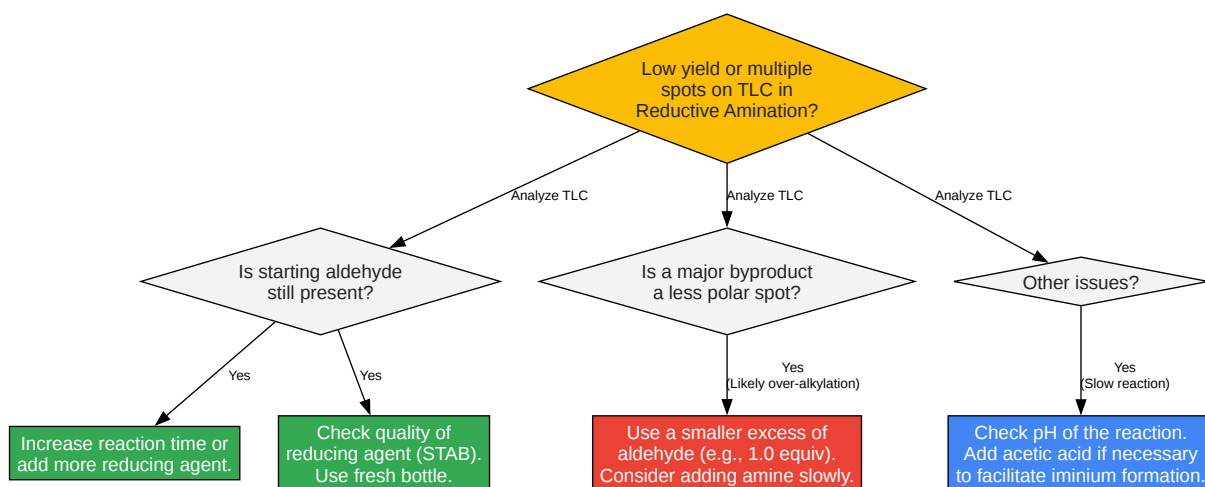 Low yield or multiple
spots on TLC in
Reductive Amination?
Analyze TLC
Analyze TLC
Analyze TLC
Is starting aldehyde
still present?
Is a major byproduct
a less polar spot?
Other issues?
Yes
Yes
Yes
(Likely over-alkylation)
Yes
(Slow reaction)
Increase reaction time or
add more reducing agent.
Check quality of
reducing agent (STAB).
Use fresh bottle.
Use a smaller excess of
aldehyde (e.g., 1.0 equiv).
Consider adding amine slowly.
Check pH of the reaction.
Add acetic acid if necessary
to facilitate iminium formation.